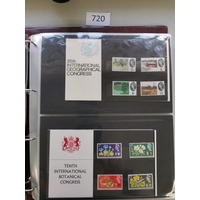 720
20th
INTERNATIONAL
GEOGRAPHICAL
CONGRESS
TENTH
INTERNATIONAL
BOTANICAL
CONGRESS